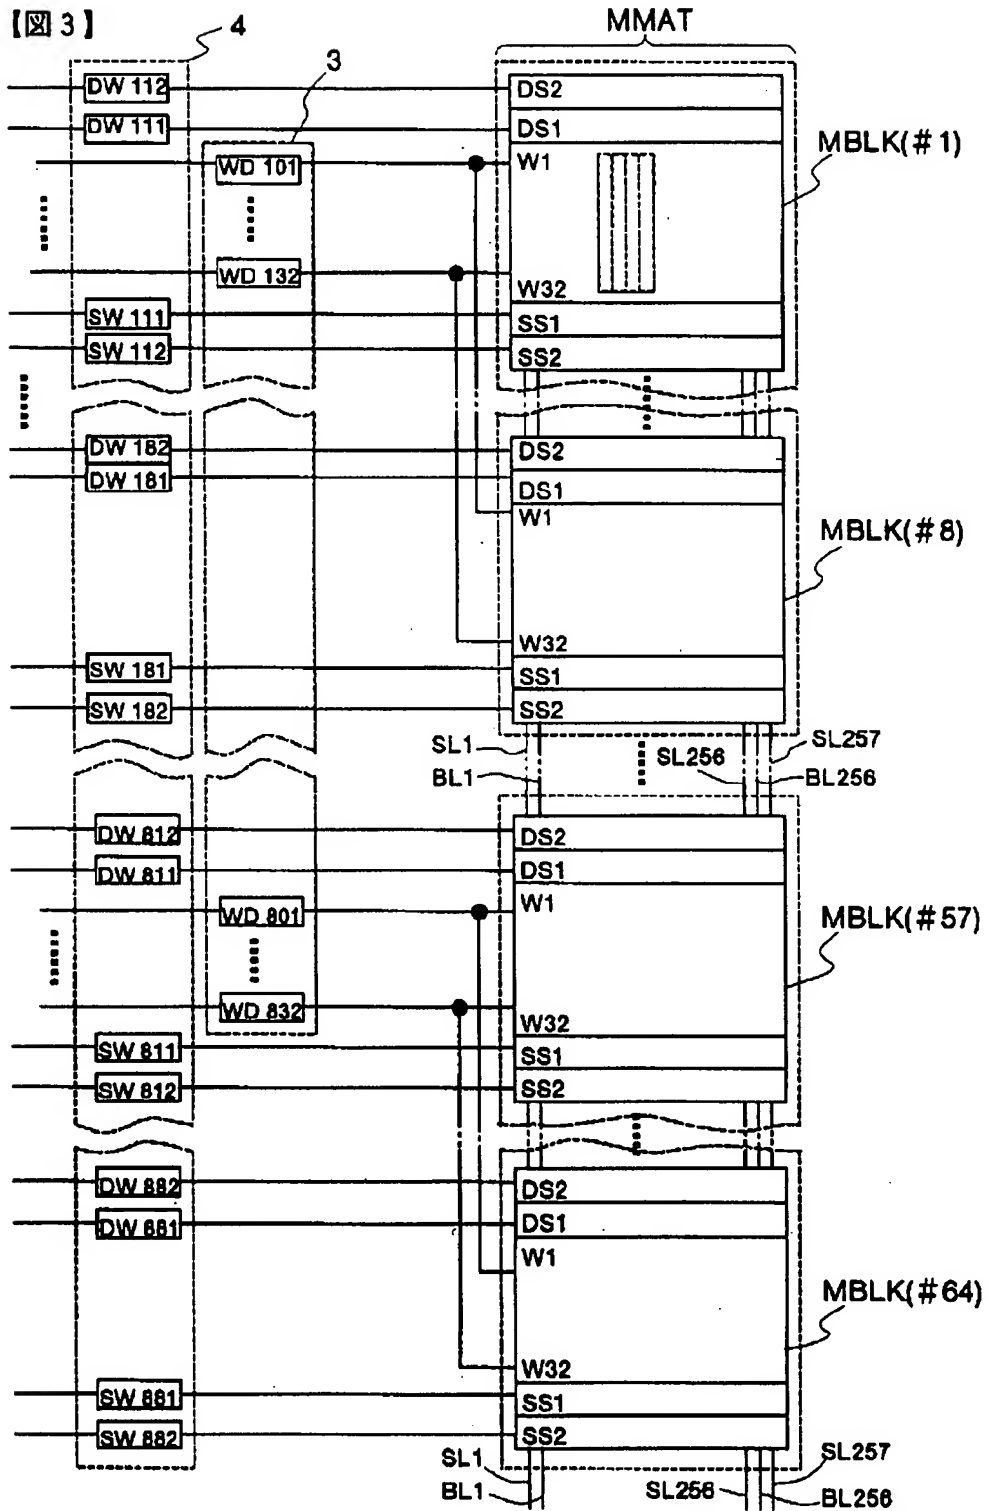 【図3】
4
MMAT
3
DW 112
DS2
DW 111
DS1
MBLK(#1)
WD 101
W1
WD 132
W32
SW 111
SS1
SW 112
SS2
DW 182
DS2
DW 181
DS1
W1
MBLK(#8)
W32
SW 181
SS1
SW 182
SS2
SL1
SL257
SL256
BL1
BL256
DW 812
DS2
DW 811
DS1
WD 801
W1
MBLK(#57)
WD 832
W32
SW 811
SS1
SW 812
SS2
DW 882
DS2
DW 881
DS1
W1
MBLK(#64)
W32
SW 881
SS1
SW 882
SS2
SL1
SL257
BL1
SL256
BL256